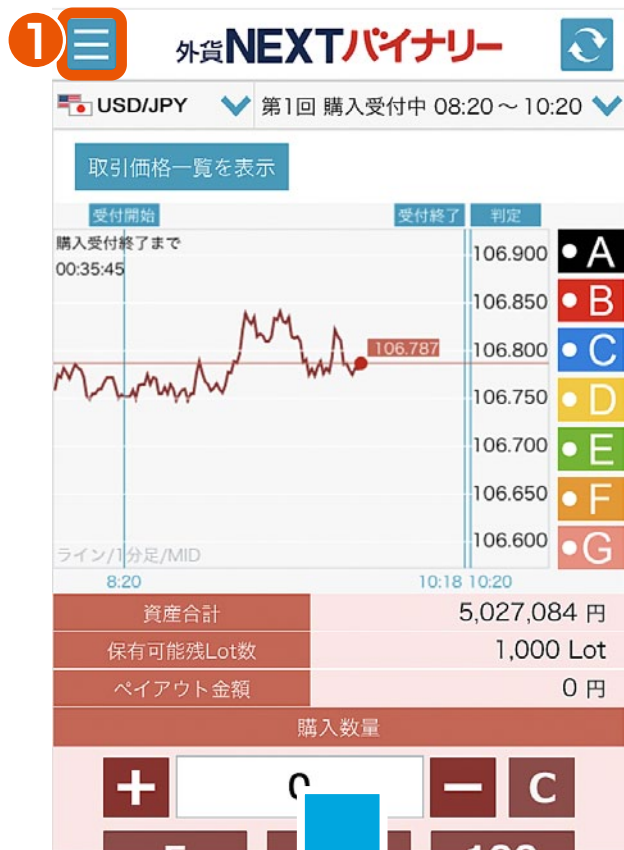 1
外貨NEXTバイナリー
USD/JPY 第1回 購入受付中 08:20 ～ 10:20
取引価格一覧を表示
受付開始 受付終了 判定
購入受付終了まで
00:35:45
106.900 A
106.850 B
106.787
106.800 C
106.750 D
106.700 E
106.650 F
106.600 G
ライン/1分足/MID
8:20 10:18 10:20
資産合計 5,027,084 円
保有可能残Lot数 1,000 Lot
ペイアウト金額 0 円
購入数量
+ 0 − C